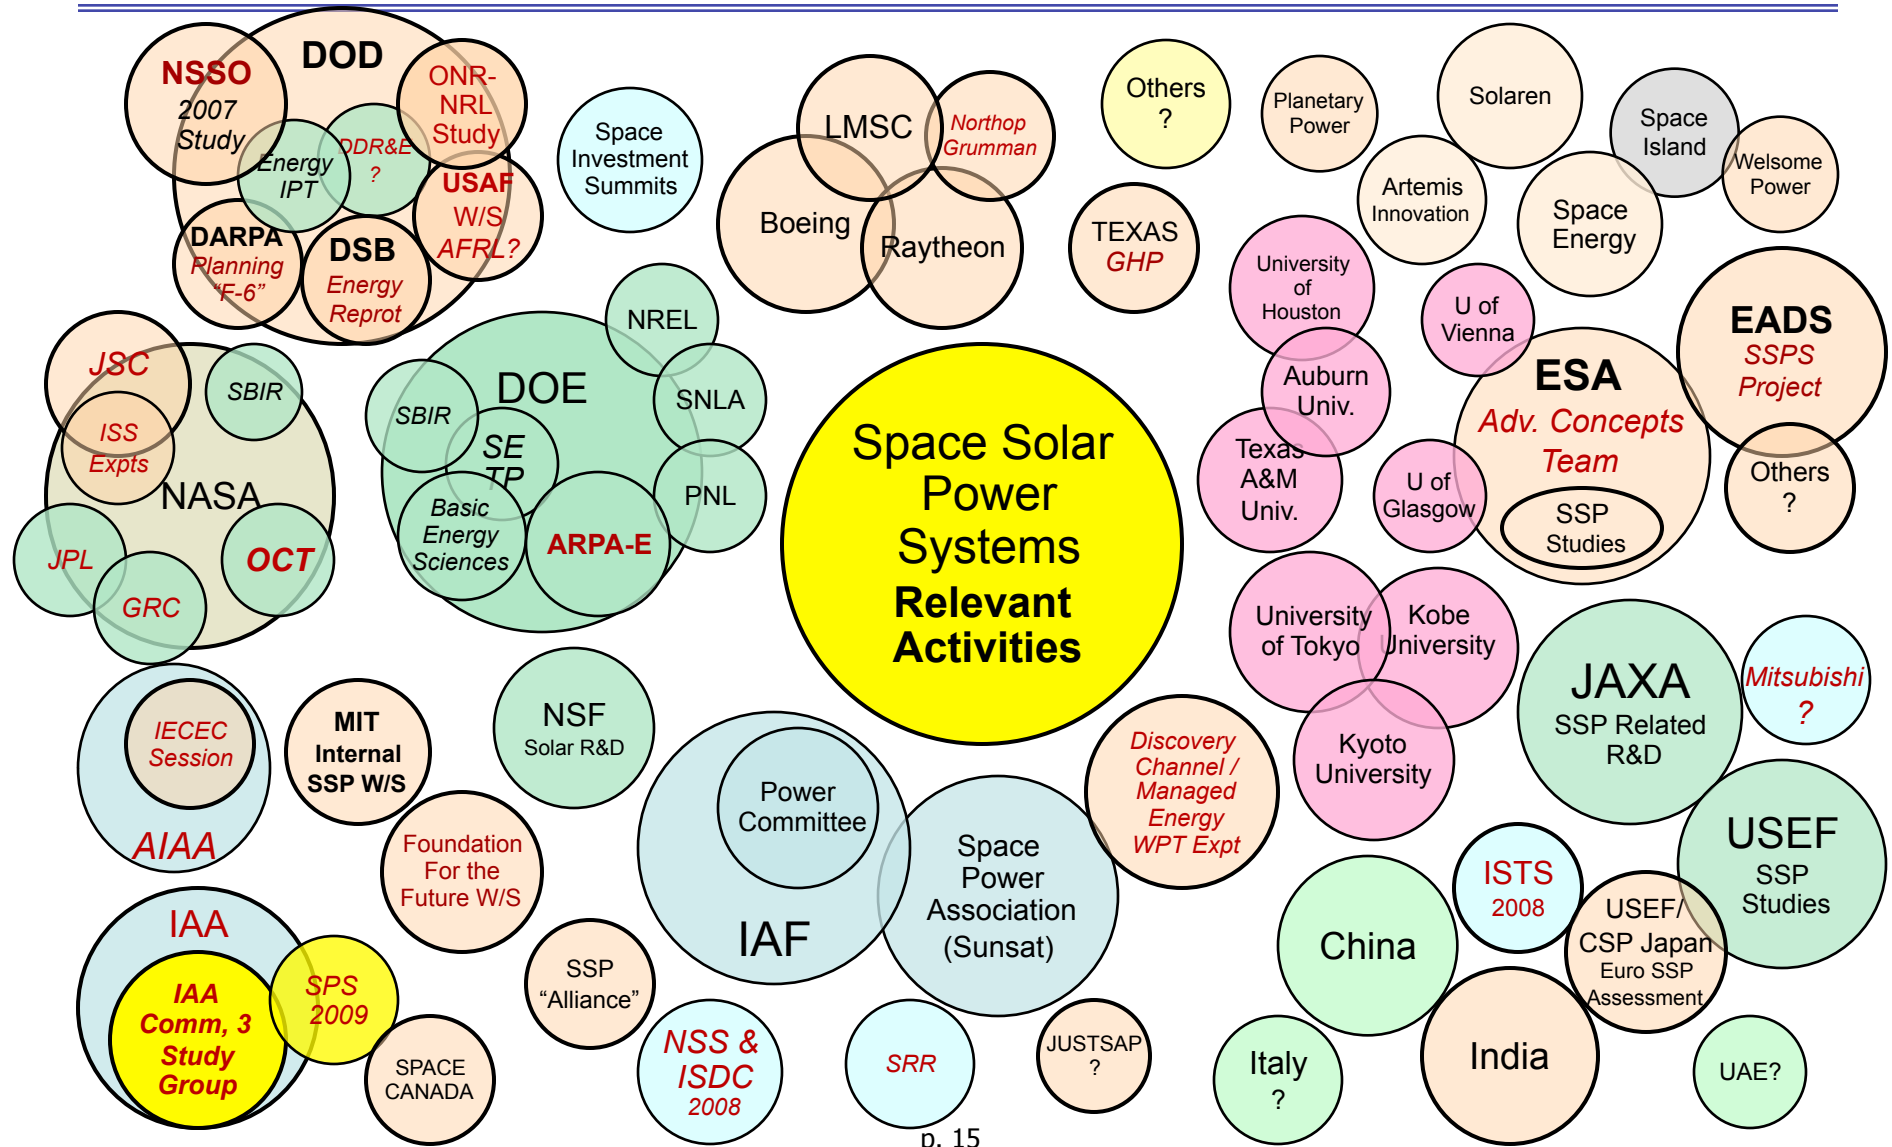 NSSO
2007
Study
DOD
ONR-
NRL
Study
Energy
IPT
DDR&E
?
USAF
W/S
AFRL?
DARPA
Planning
“F-6”
DSB
Energy
Reprot
Space
Investment
Summits
LMSC
Northop
Grumman
Boeing
Raytheon
Others
?
TEXAS
GHP
Planetary
Power
Solaren
Space
Island
Welsome
Power
Artemis
Innovation
Space
Energy
University
of
Houston
Auburn
Univ.
Texas
A&M
Univ.
U of
Vienna
U of
Glasgow
ESA
Adv. Concepts
Team
SSP
Studies
EADS
SSPS
Project
Others
?
JSC
ISS
Expts
SBIR
NASA
JPL
GRC
OCT
DOE
NREL
SNLA
PNL
SBIR
SE
TP
Basic
Energy
Sciences
ARPA-E
Space Solar
Power
Systems
Relevant
Activities
University
of Tokyo
Kobe
University
Kyoto
University
JAXA
SSP Related
R&D
Mitsubishi
?
USEF
SSP
Studies
IECEC
Session
AIAA
MIT
Internal
SSP W/S
NSF
Solar R&D
Foundation
For the
Future W/S
Power
Committee
IAF
Space
Power
Association
(Sunsat)
Discovery
Channel /
Managed
Energy
WPT Expt
ISTS
2008
USEF/
CSP Japan
Euro SSP
Assessment
China
India
Italy
?
UAE?
IAA
IAA
Comm, 3
Study
Group
SPS
2009
SPACE
CANADA
SSP
“Alliance”
NSS &
ISDC
2008
SRR
JUSTSAP
?
p. 15